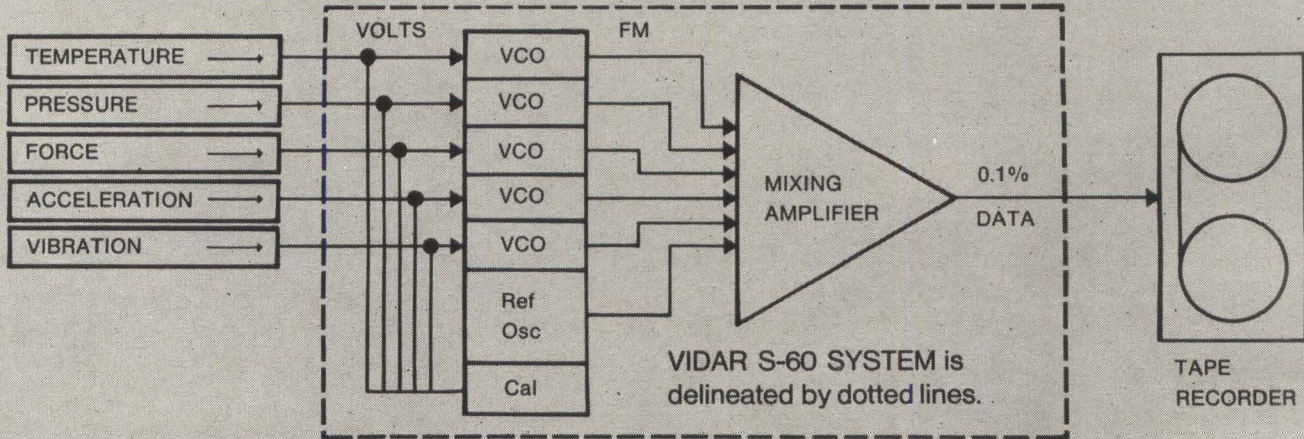 VOLTS
FM
TEMPERATURE
VCO
PRESSURE
VCO
FORCE
VCO
ACCELERATION
VCO
VIBRATION
VCO
Ref
Osc
Cal
MIXING
AMPLIFIER
0.1%
DATA
VIDAR S-60 SYSTEM is
delineated by dotted lines.
TAPE
RECORDER